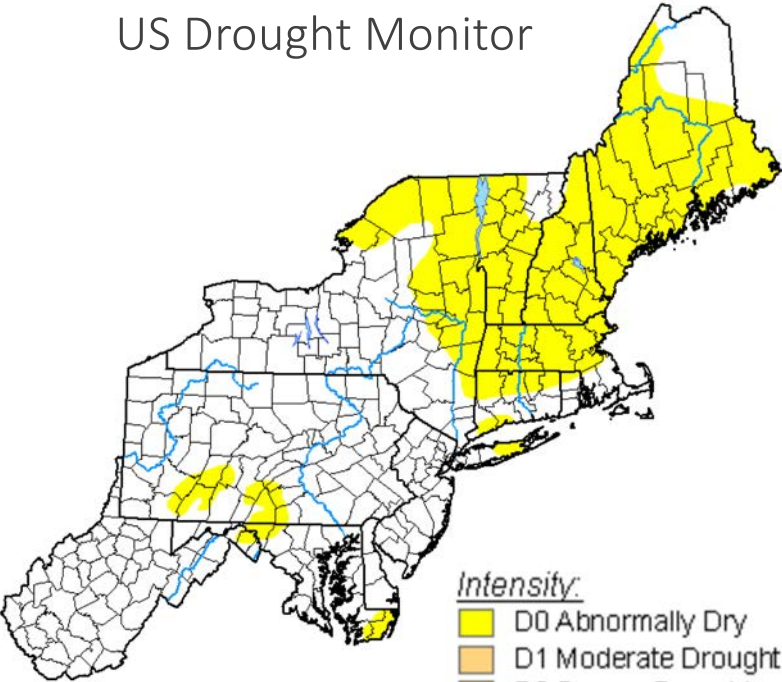 US Drought Monitor
Intensity:
D0 Abnormally Dry
D1 Moderate Drought